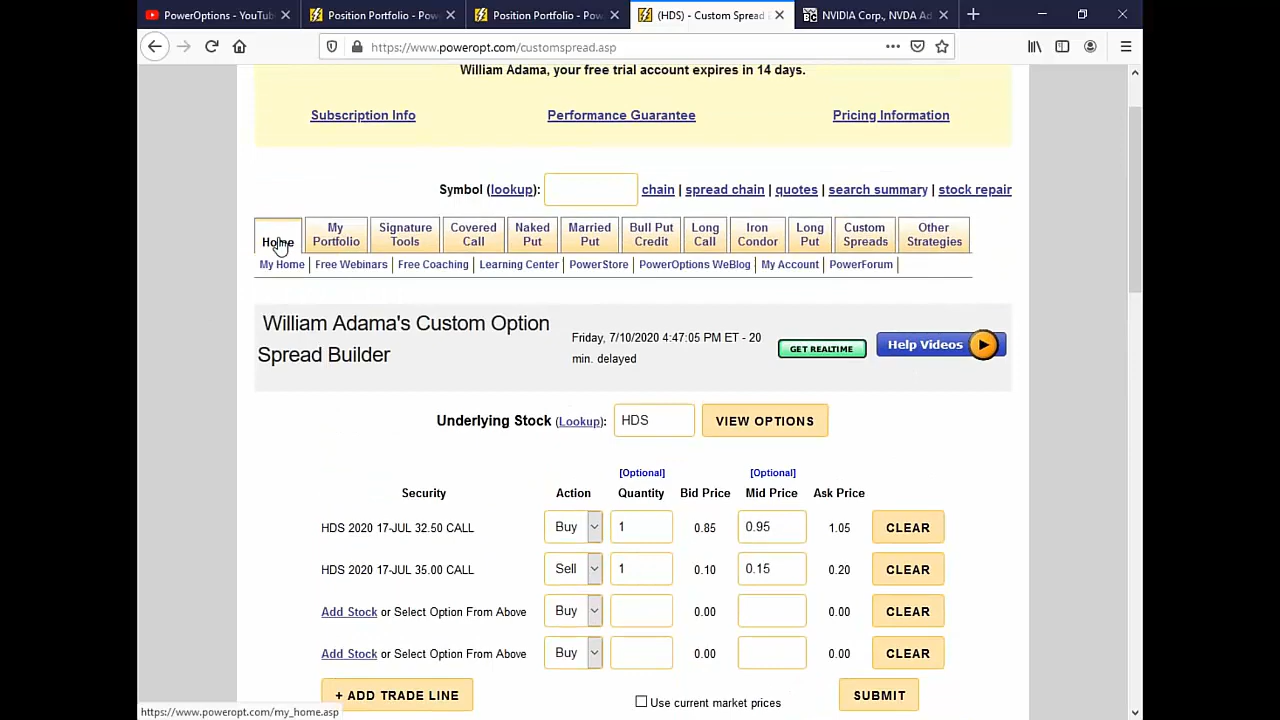 PowerOptions - YouTub
Position Portfolio - Pow
Position Portfolio - Pow
(HDS) - Custom Spread
NVIDIA Corp., NVDA Ad
https://www.poweropt.com/customspread.asp
William Adama, your free trial account expires in 14 days.
Subscription Info
Performance Guarantee
Pricing Information
Symbol (lookup): chain | spread chain | quotes | search summary | stock repair
Home
My Portfolio
Signature Tools
Covered Call
Naked Put
Married Put
Bull Put Credit
Long Call
Iron Condor
Long Put
Custom Spreads
Other Strategies
My Home | Free Webinars | Free Coaching | Learning Center | PowerStore | PowerOptions WeBlog | My Account | PowerForum |
William Adama's Custom Option
Spread Builder
Friday, 7/10/2020 4:47:05 PM ET - 20
min. delayed
GET REALTIME
Help Videos
Underlying Stock (Lookup): HDS VIEW OPTIONS
[Optional] [Optional]
Security Action Quantity Bid Price Mid Price Ask Price
HDS 2020 17-JUL 32.50 CALL Buy 1 0.85 0.95 1.05 CLEAR
HDS 2020 17-JUL 35.00 CALL Sell 1 0.10 0.15 0.20 CLEAR
Add Stock or Select Option From Above Buy 0.00 0.00 CLEAR
Add Stock or Select Option From Above Buy 0.00 0.00 CLEAR
+ ADD TRADE LINE Use current market prices SUBMIT
https://www.poweropt.com/my_home.asp